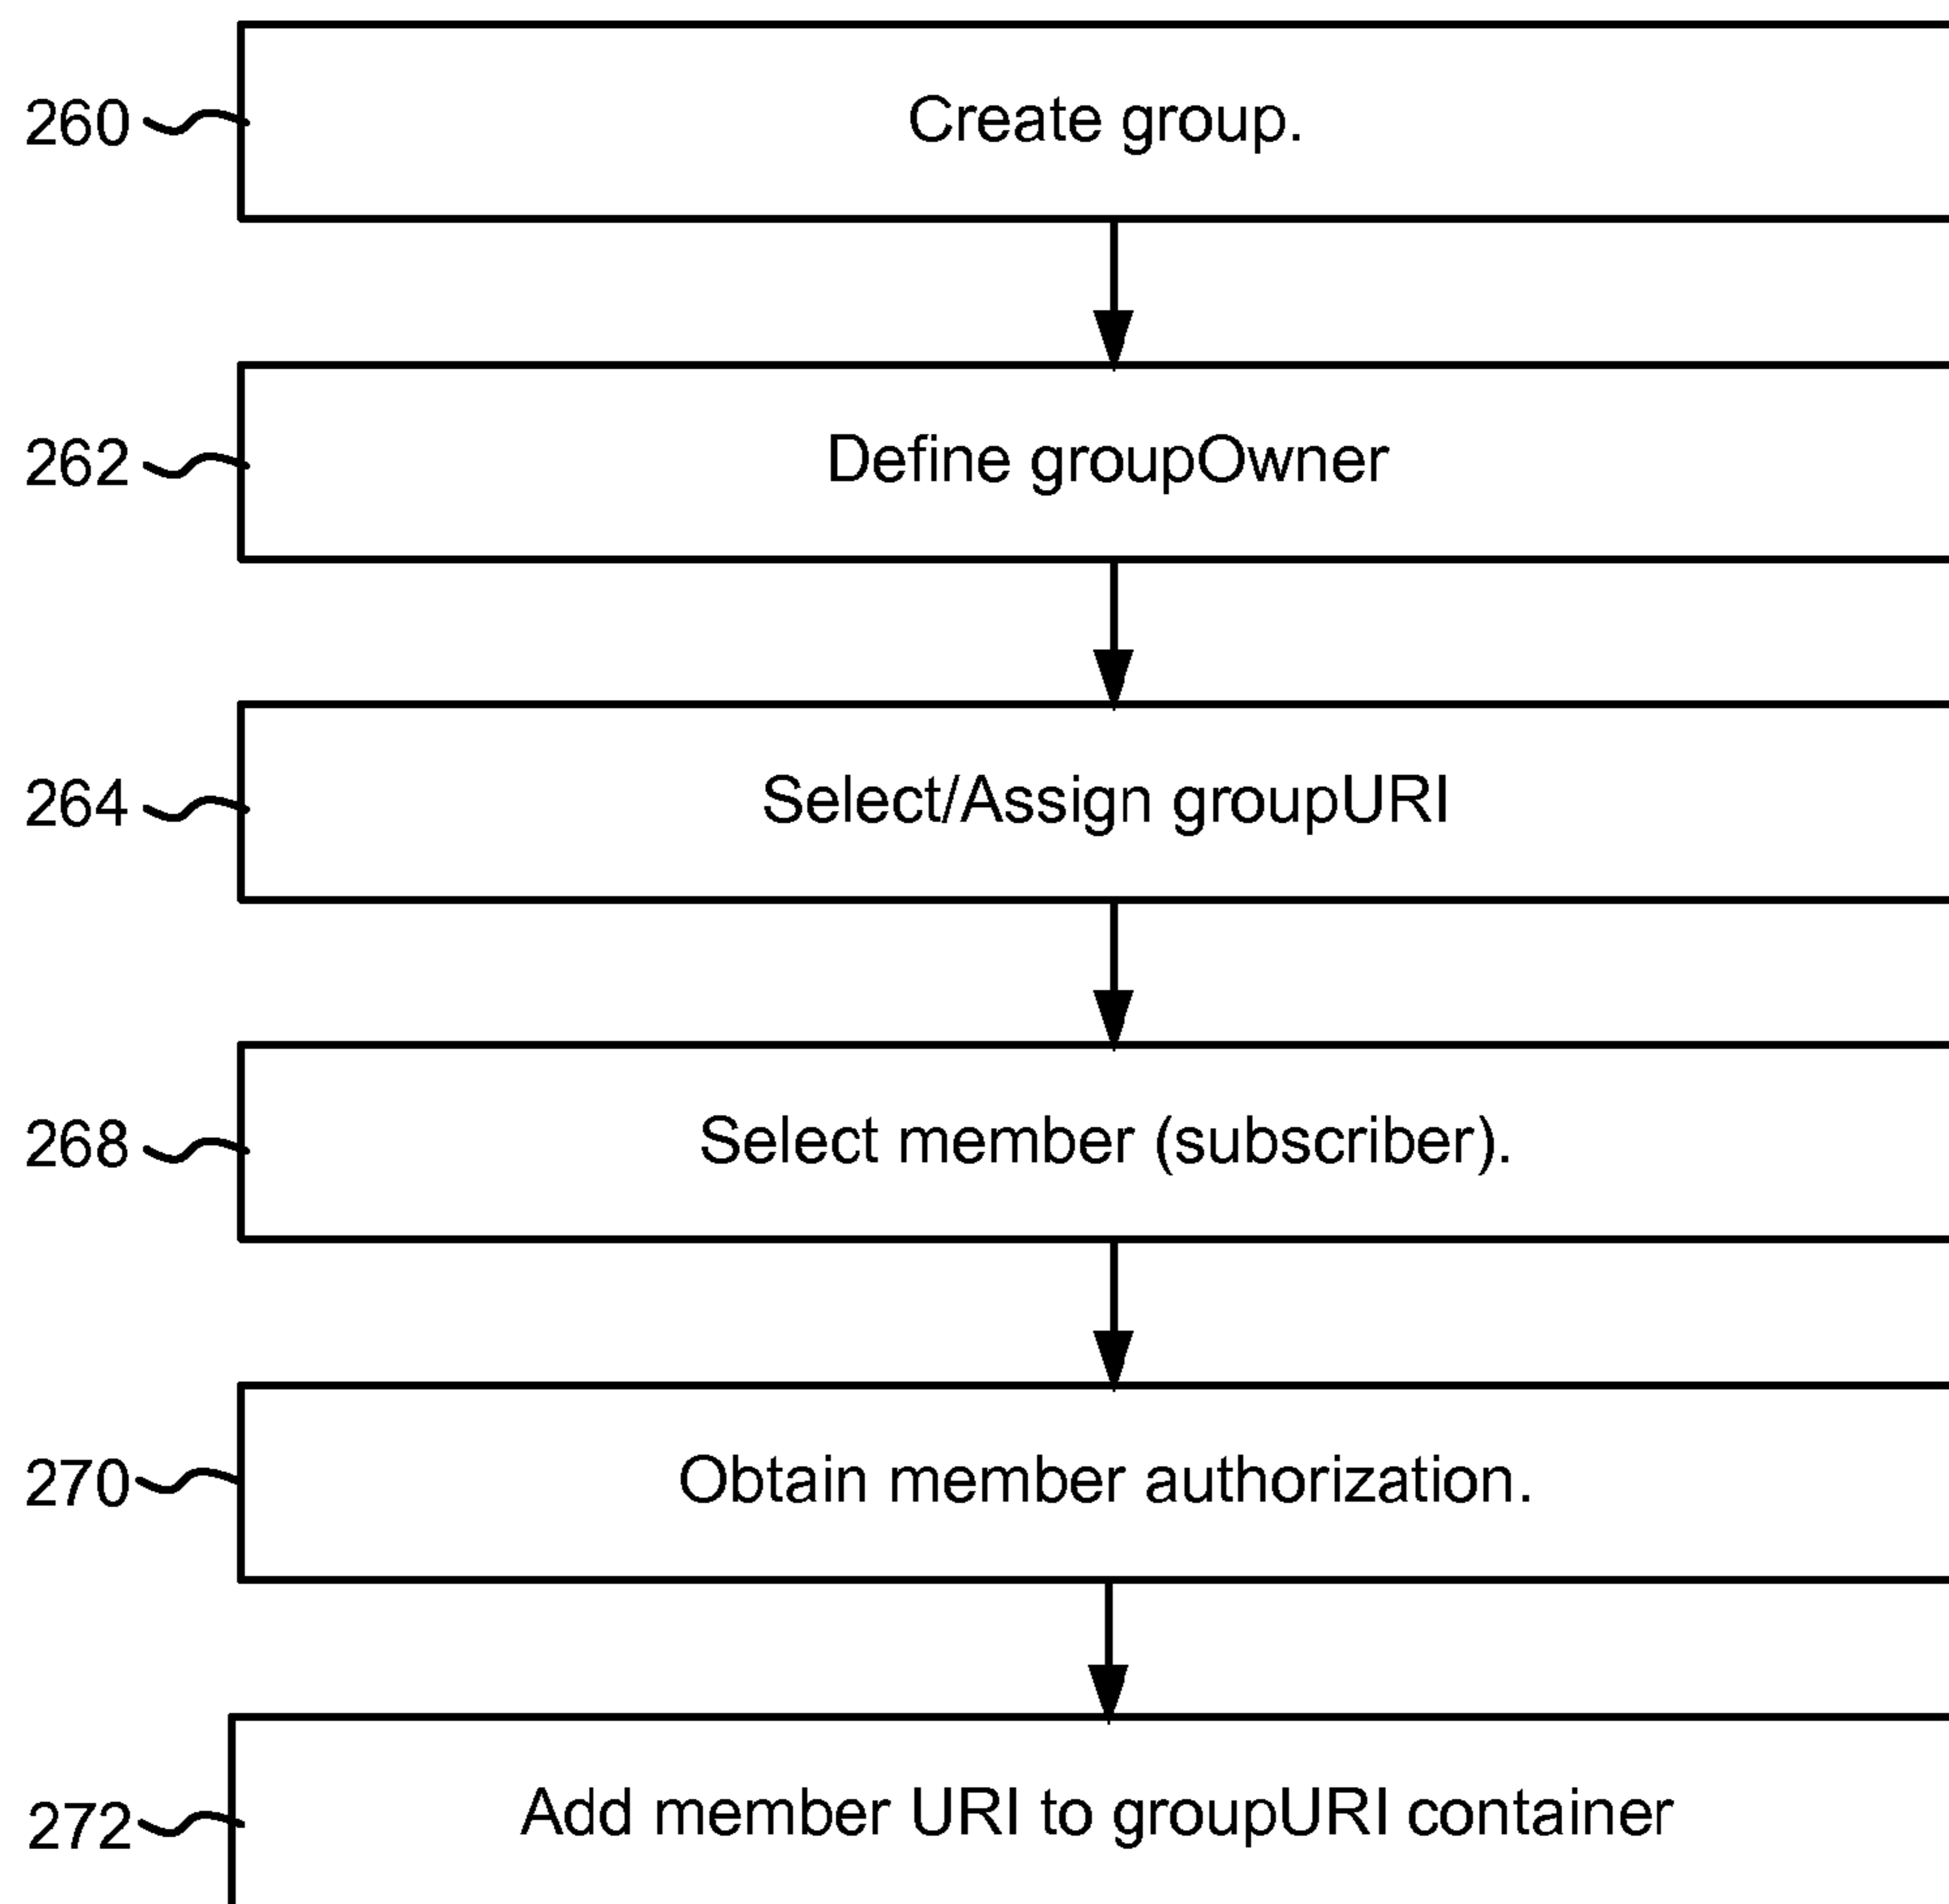 260 Create group.
262 Define groupOwner
264 Select/Assign groupURI
268 Select member (subscriber).
270 Obtain member authorization.
272 Add member URI to groupURI container